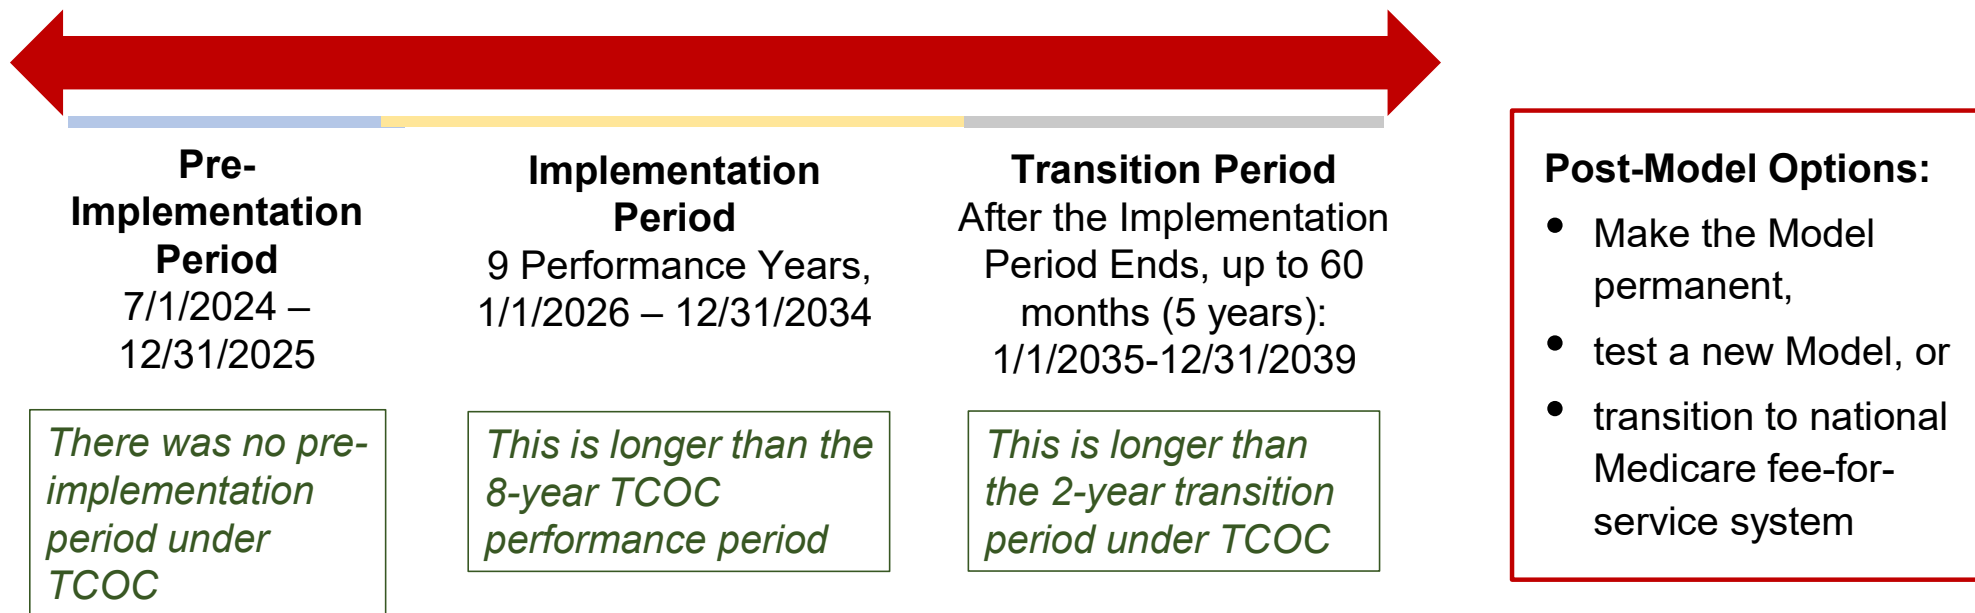 Pre-
Implementation
Period
7/1/2024 –
12/31/2025
There was no pre-
implementation
period under
TCOC
Implementation
Period
9 Performance Years,
1/1/2026 – 12/31/2034
This is longer than the
8-year TCOC
performance period
Transition Period
After the Implementation
Period Ends, up to 60
months (5 years):
1/1/2035-12/31/2039
This is longer than
the 2-year transition
period under TCOC
Post-Model Options:
• Make the Model
permanent,
• test a new Model, or
• transition to national
Medicare fee-for-
service system